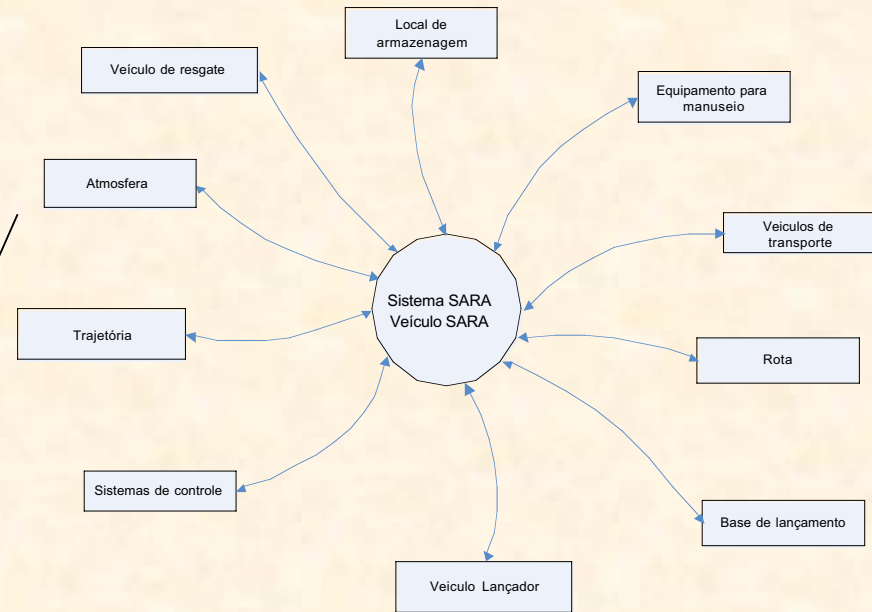 Local de
armazenagem
Veículo de resgate
Equipamento para
manuseio
Atmosfera
Veiculos de
transporte
Sistema SARA
Veículo SARA
Trajetória
Rota
Sistemas de controle
Base de lançamento
Veiculo Lançador